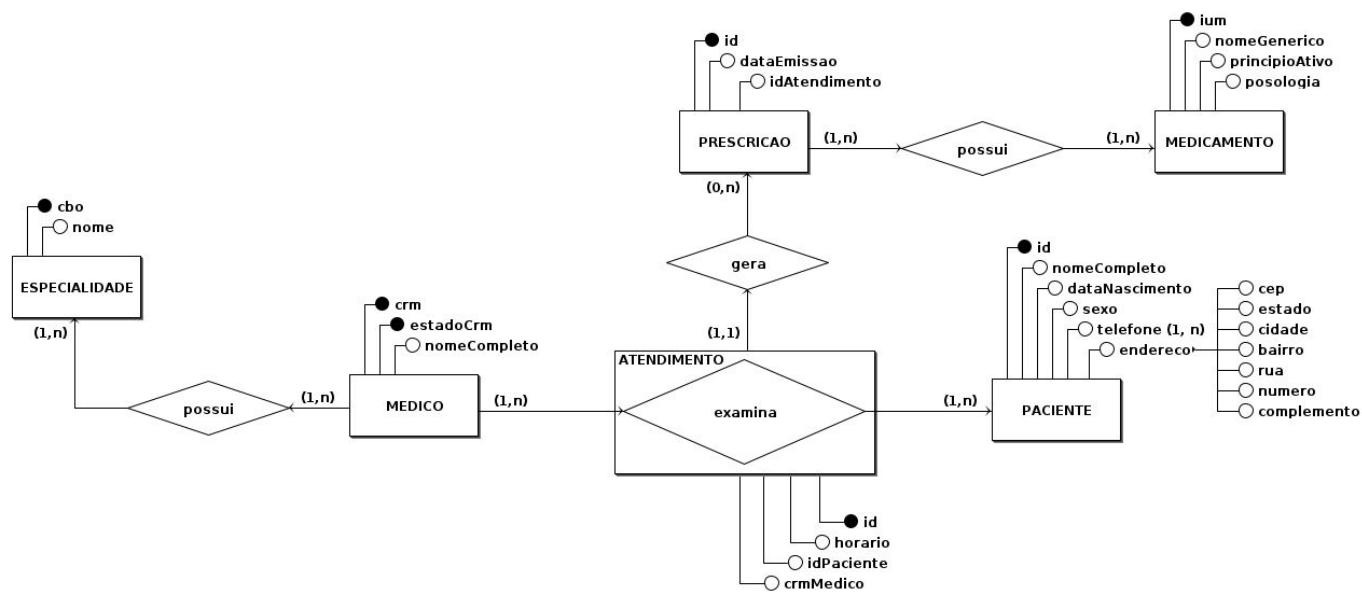 id
dataEmissao
idAtendimento
PRESCRICAO
(1,n)
possui
(1,n)
ium
nomeGenerico
principioAtivo
posologia
MEDICAMENTO
(0,n)
gera
(1,1)
cbo
nome
ESPECIALIDADE
(1,n)
possui
(1,n)
crm
estadoCrm
nomeCompleto
MEDICO
(1,n)
ATENDIMENTO
examina
(1,n)
id
horario
idPaciente
crmMedico
id
nomeCompleto
dataNascimento
sexo
telefone (1, n)
endereco
PACIENTE
cep
estado
cidade
bairro
rua
numero
complemento